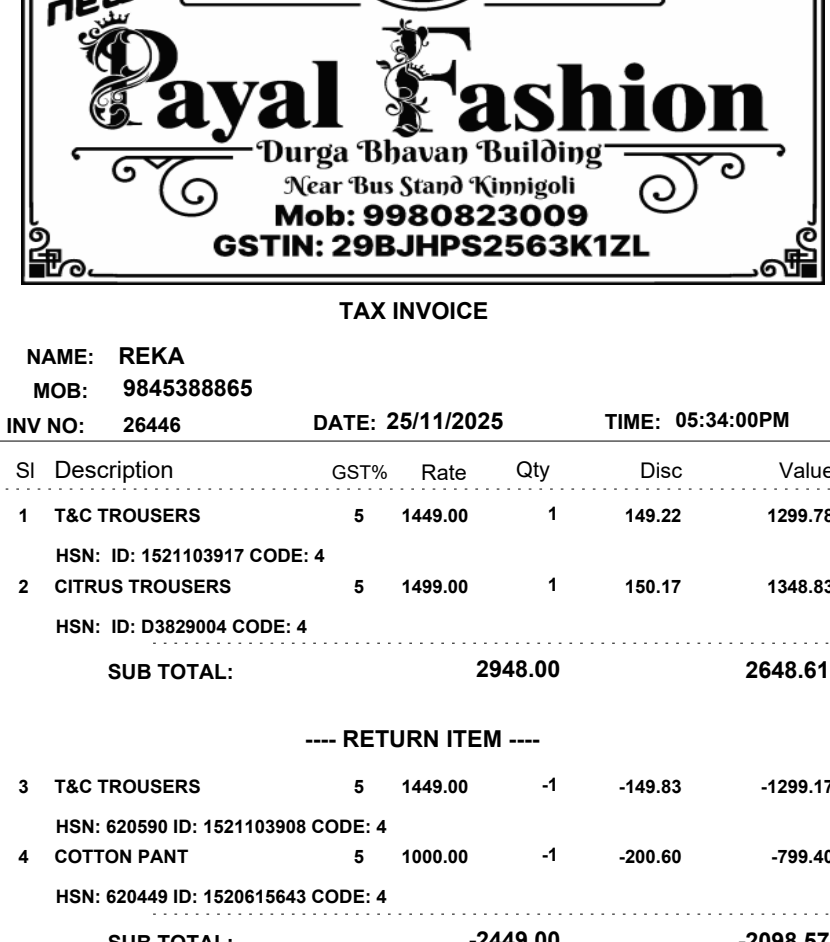 new
Payal Fashion
Durga Bhavan Building
Near Bus Stand Kinnigoli
Mob: 9980823009
GSTIN: 29BJHPS2563K1ZL
TAX INVOICE
NAME: REKA
MOB: 9845388865
INV NO: 26446 DATE: 25/11/2025 TIME: 05:34:00PM
Sl Description GST% Rate Qty Disc Value
1 T&C TROUSERS 5 1449.00 1 149.22 1299.78
HSN: ID: 1521103917 CODE: 4
2 CITRUS TROUSERS 5 1499.00 1 150.17 1348.83
HSN: ID: D3829004 CODE: 4
SUB TOTAL: 2948.00 2648.61
---- RETURN ITEM ----
3 T&C TROUSERS 5 1449.00 -1 -149.83 -1299.17
HSN: 620590 ID: 1521103908 CODE: 4
4 COTTON PANT 5 1000.00 -1 -200.60 -799.40
HSN: 620449 ID: 1520615643 CODE: 4
SUB TOTAL: -2449.00 -2098.57